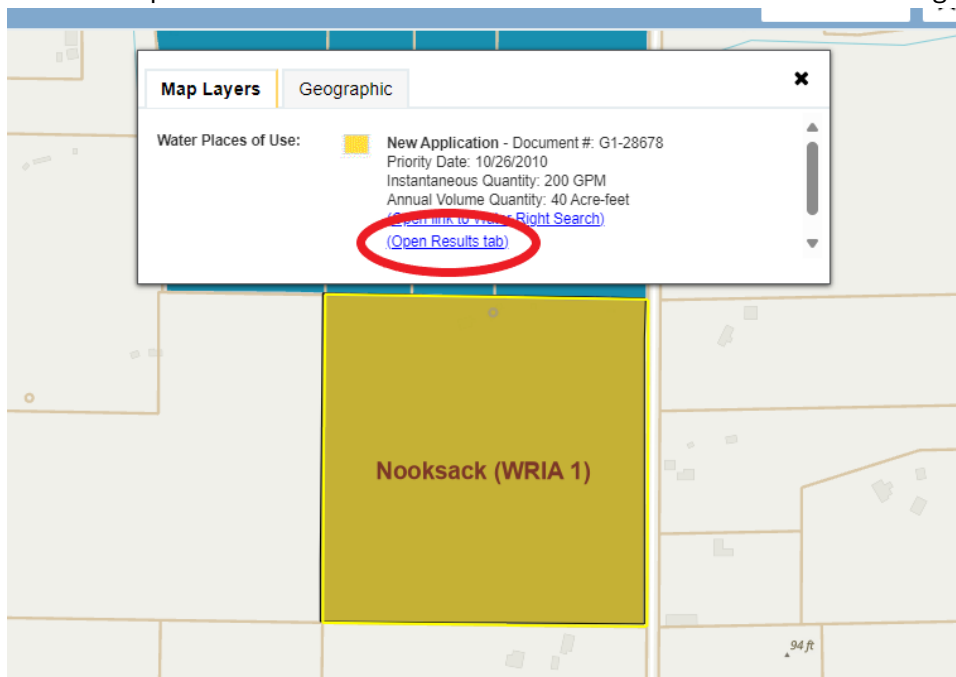 Map Layers
Geographic
Water Places of Use:
New Application - Document #: G1-28678
Priority Date: 10/26/2010
Instantaneous Quantity: 200 GPM
Annual Volume Quantity: 40 Acre-feet
(Open link to Water Right Search)
(Open Results tab)
Nooksack (WRIA 1)
94 ft